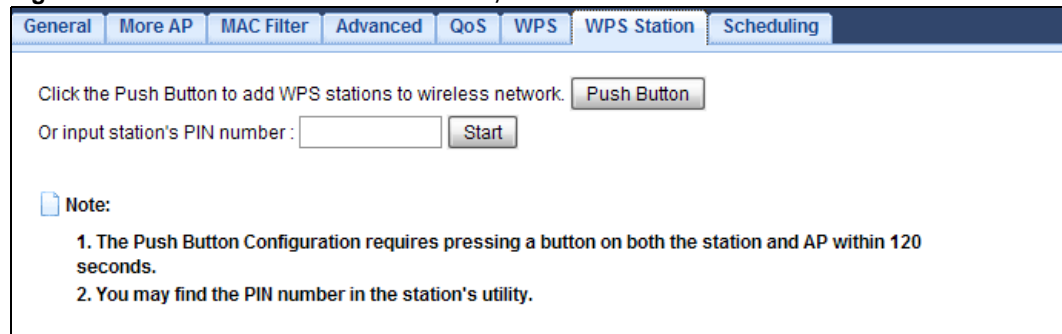 General More AP MAC Filter Advanced QoS WPS WPS Station Scheduling
Click the Push Button to add WPS stations to wireless network. Push Button
Or input station's PIN number : Start
Note:
1. The Push Button Configuration requires pressing a button on both the station and AP within 120
seconds.
2. You may find the PIN number in the station's utility.